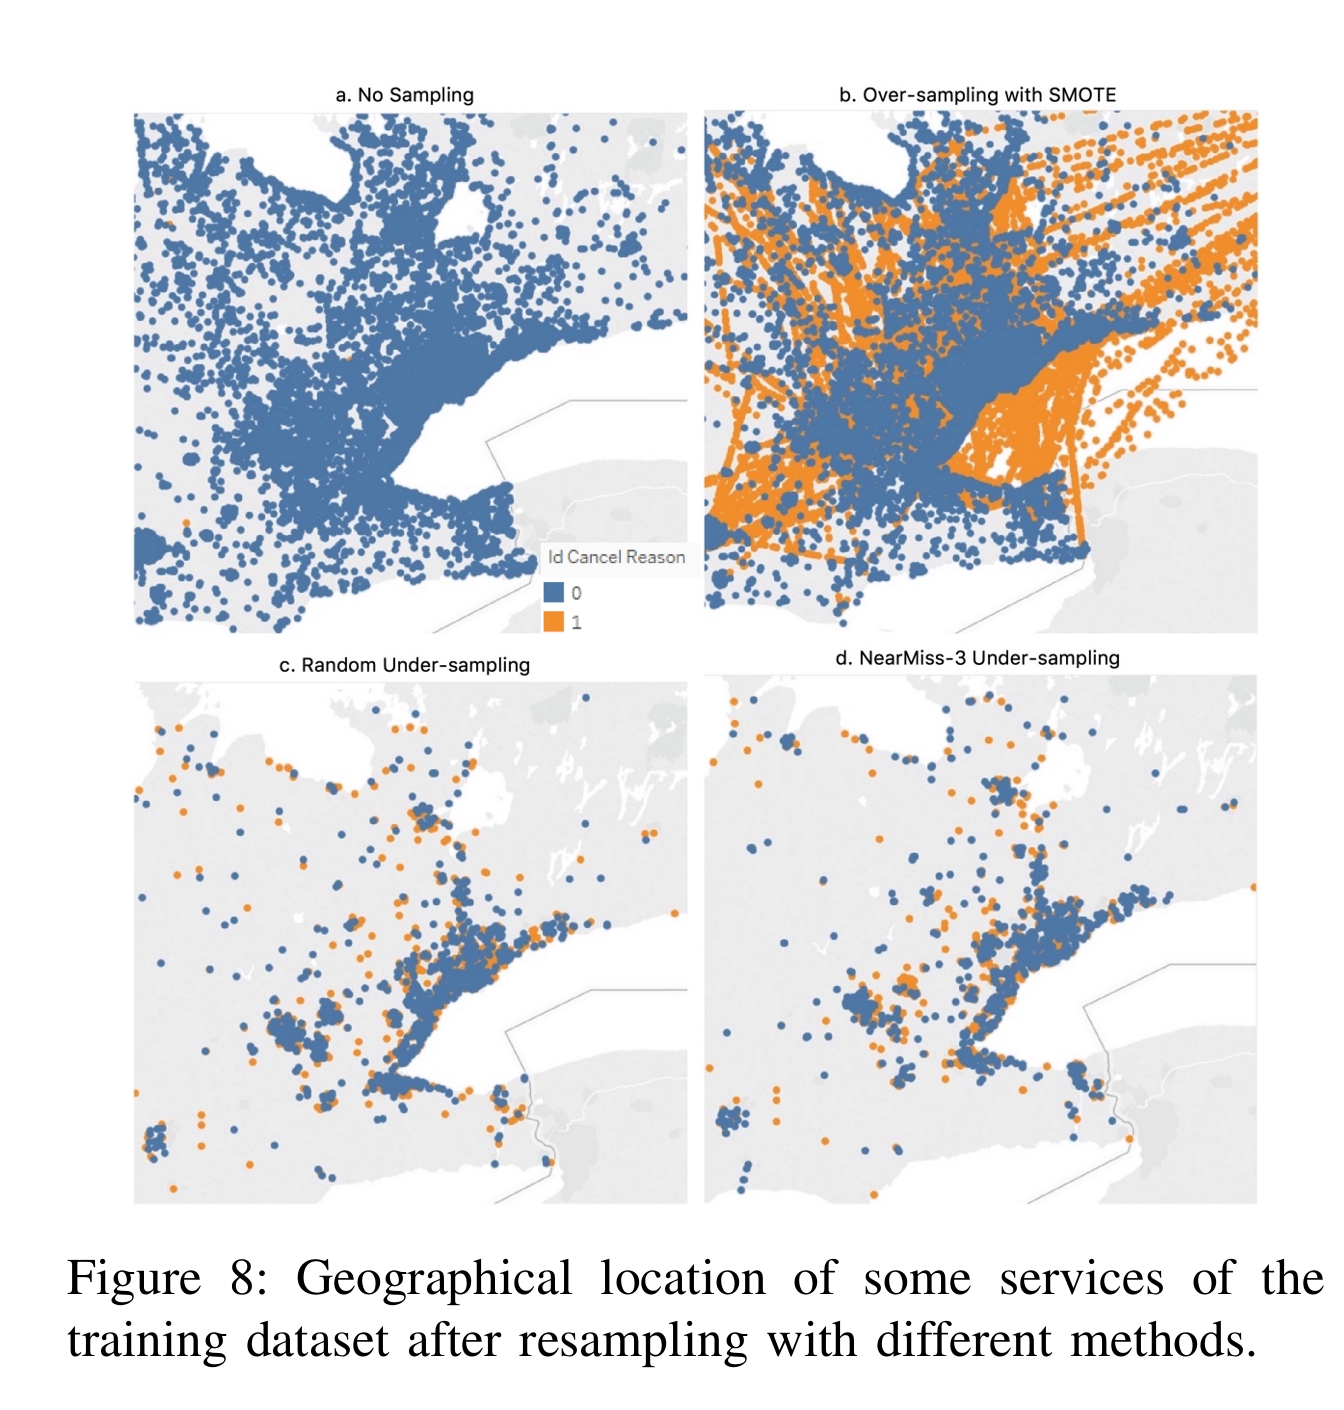 a. No Sampling
b. Over-sampling with SMOTE
Id Cancel Reason
0
1
c. Random Under-sampling
d. NearMiss-3 Under-sampling
Figure 8: Geographical location of some services of the
training dataset after resampling with different methods.